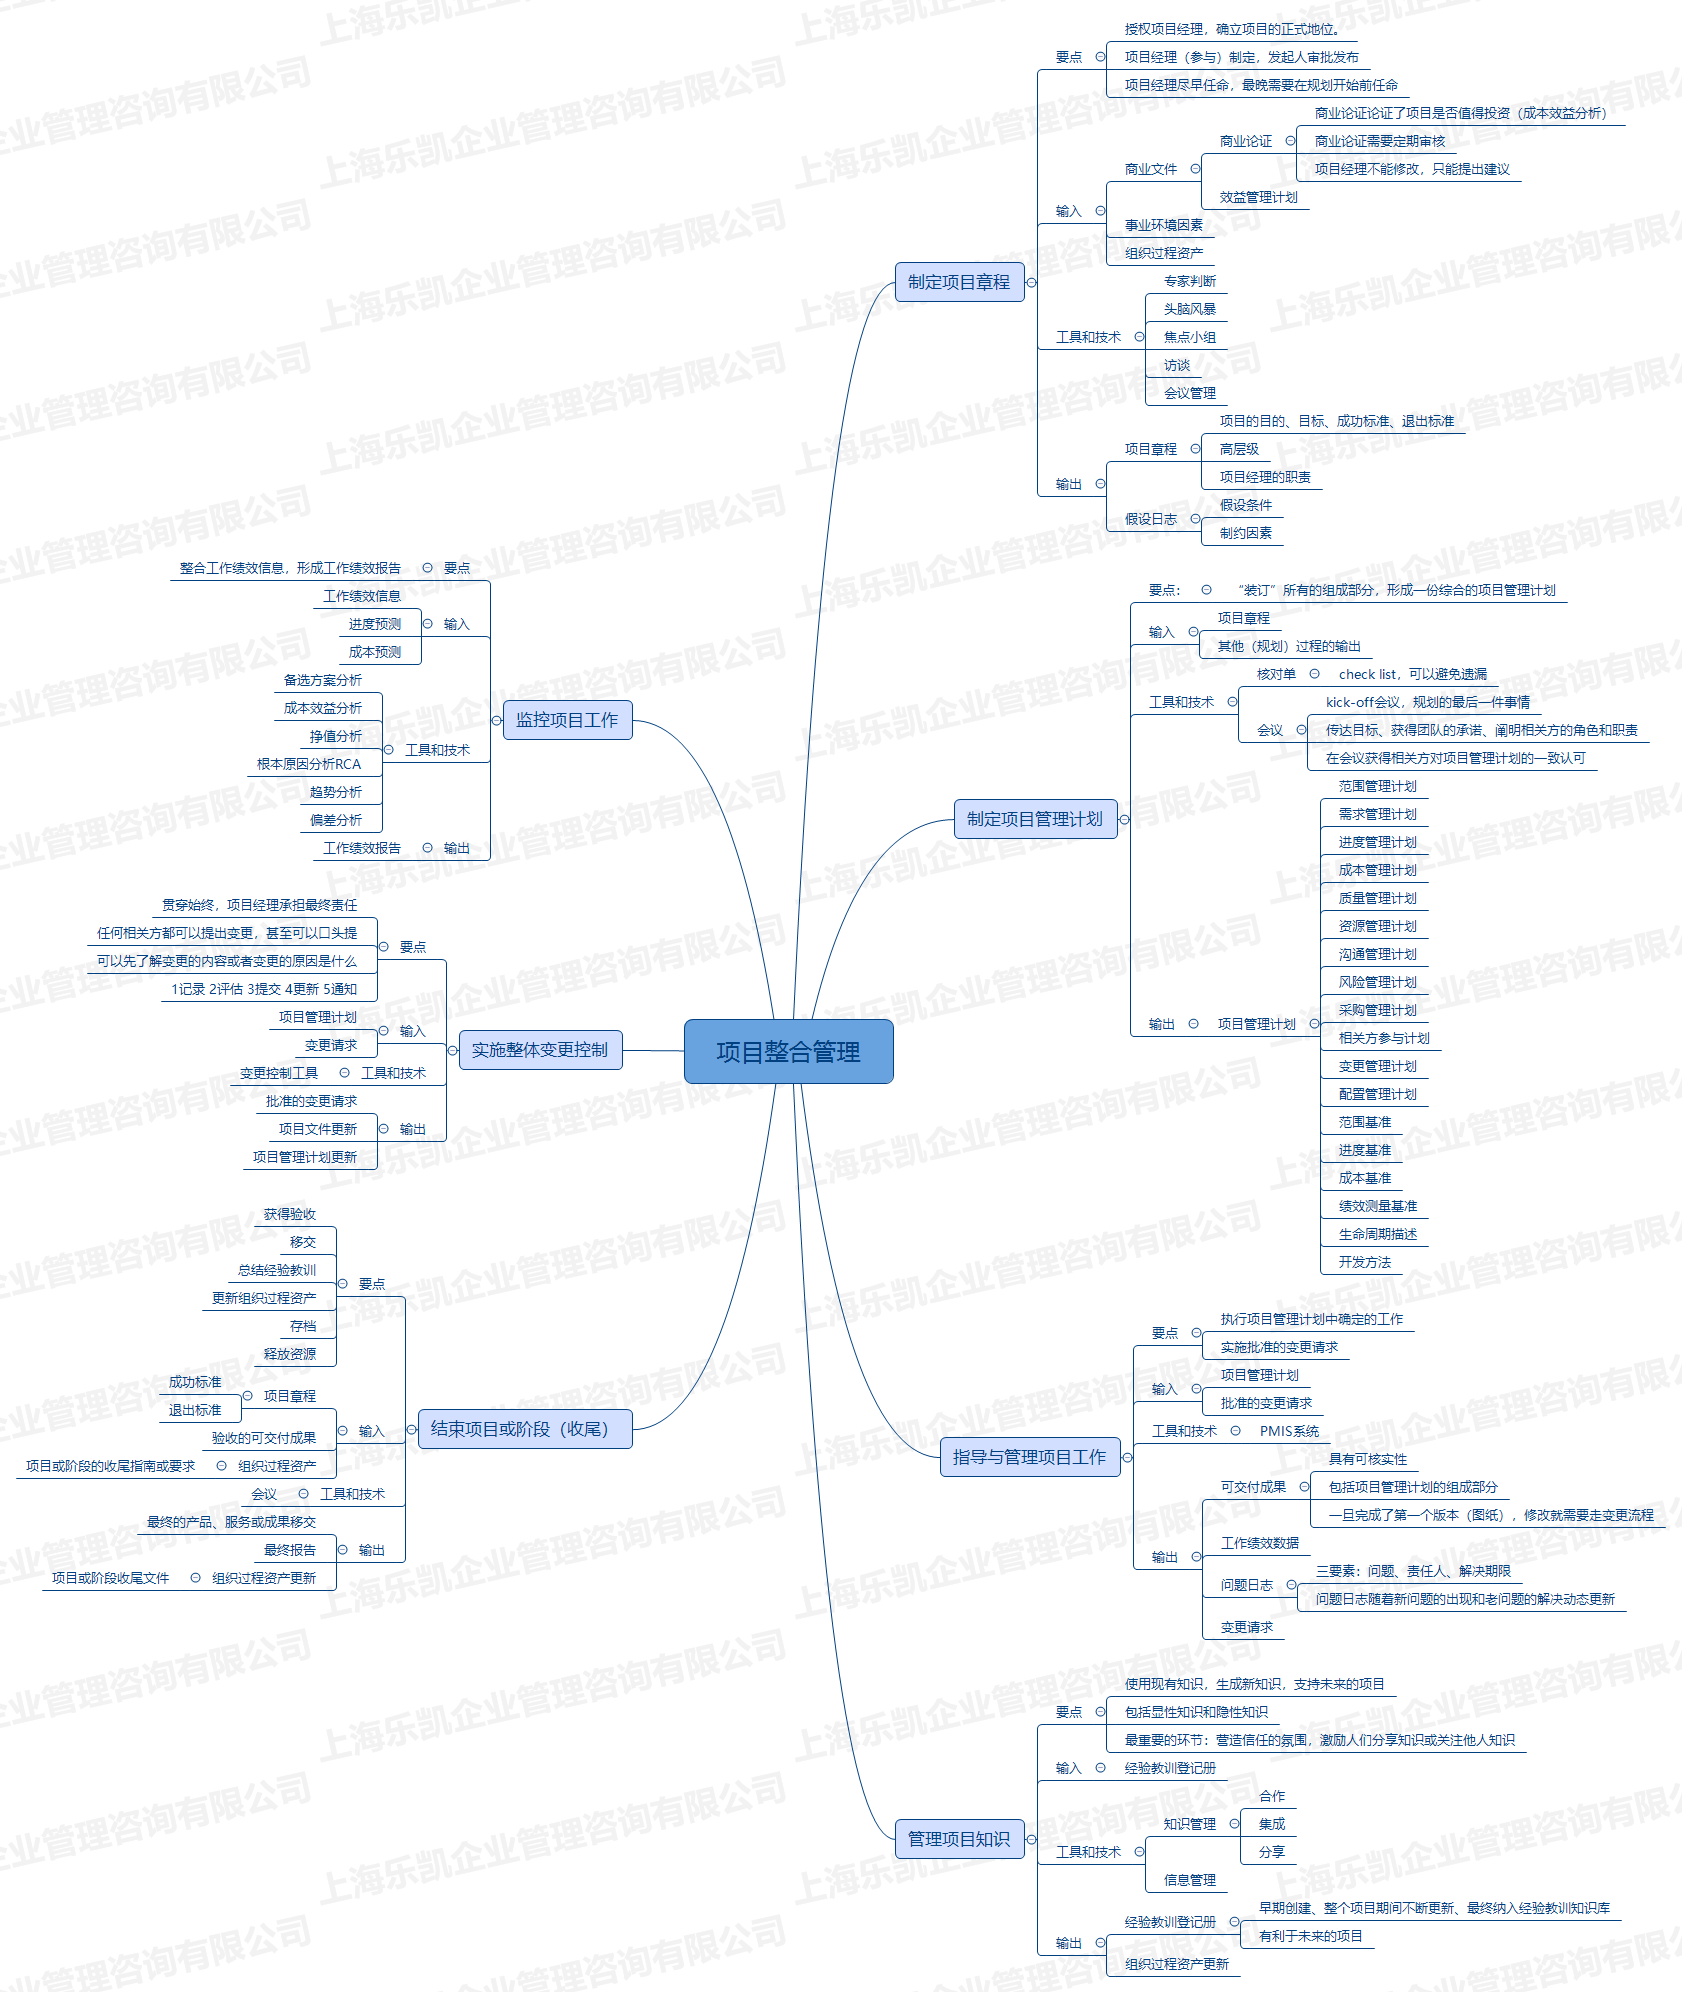 项目整合管理
制定项目章程
要点
授权项目经理，确立项目的正式地位。
项目经理（参与）制定，发起人审批发布
项目经理尽早任命，最晚需要在规划开始前任命
输入
商业文件
商业论证
商业论证论证了项目是否值得投资（成本效益分析）
商业论证需要定期审核
项目经理不能修改，只能提出建议
效益管理计划
事业环境因素
组织过程资产
工具和技术
专家判断
头脑风暴
焦点小组
访谈
会议管理
输出
项目章程
项目的目的、目标、成功标准、退出标准
高层级
项目经理的职责
假设日志
假设条件
制约因素
制定项目管理计划
要点：
“装订”所有的组成部分，形成一份综合的项目管理计划
输入
项目章程
其他（规划）过程的输出
工具和技术
核对单
check list，可以避免遗漏
会议
kick-off会议，规划的最后一件事情
传达目标、获得团队的承诺、阐明相关方的角色和职责
在会议获得相关方对项目管理计划的一致认可
输出
项目管理计划
范围管理计划
需求管理计划
进度管理计划
成本管理计划
质量管理计划
资源管理计划
沟通管理计划
风险管理计划
采购管理计划
相关方参与计划
变更管理计划
配置管理计划
范围基准
进度基准
成本基准
绩效测量基准
生命周期描述
开发方法
指导与管理项目工作
要点
执行项目管理计划中确定的工作
实施批准的变更请求
输入
项目管理计划
批准的变更请求
工具和技术
PMIS系统
输出
可交付成果
具有可核实性
包括项目管理计划的组成部分
一旦完成了第一个版本（图纸），修改就需要走变更流程
工作绩效数据
问题日志
三要素：问题、责任人、解决期限
问题日志随着新问题的出现和老问题的解决动态更新
变更请求
管理项目知识
要点
使用现有知识，生成新知识，支持未来的项目
包括显性知识和隐性知识
最重要的环节：营造信任的氛围，激励人们分享知识或关注他人知识
输入
经验教训登记册
工具和技术
知识管理
合作
集成
分享
信息管理
输出
经验教训登记册
早期创建、整个项目期间不断更新、最终纳入经验教训知识库
有利于未来的项目
组织过程资产更新
监控项目工作
要点
整合工作绩效信息，形成工作绩效报告
输入
工作绩效信息
进度预测
成本预测
工具和技术
备选方案分析
成本效益分析
挣值分析
根本原因分析RCA
趋势分析
偏差分析
输出
工作绩效报告
实施整体变更控制
要点
贯穿始终，项目经理承担最终责任
任何相关方都可以提出变更，甚至可以口头提
可以先了解变更的内容或者变更的原因是什么
1记录 2评估 3提交 4更新 5通知
输入
项目管理计划
变更请求
工具和技术
变更控制工具
输出
批准的变更请求
项目文件更新
项目管理计划更新
结束项目或阶段（收尾）
要点
获得验收
移交
总结经验教训
更新组织过程资产
存档
释放资源
输入
项目章程
成功标准
退出标准
验收的可交付成果
组织过程资产
项目或阶段的收尾指南或要求
工具和技术
会议
输出
最终的产品、服务或成果移交
最终报告
组织过程资产更新
项目或阶段收尾文件
上海乐凯企业管理咨询有限公司